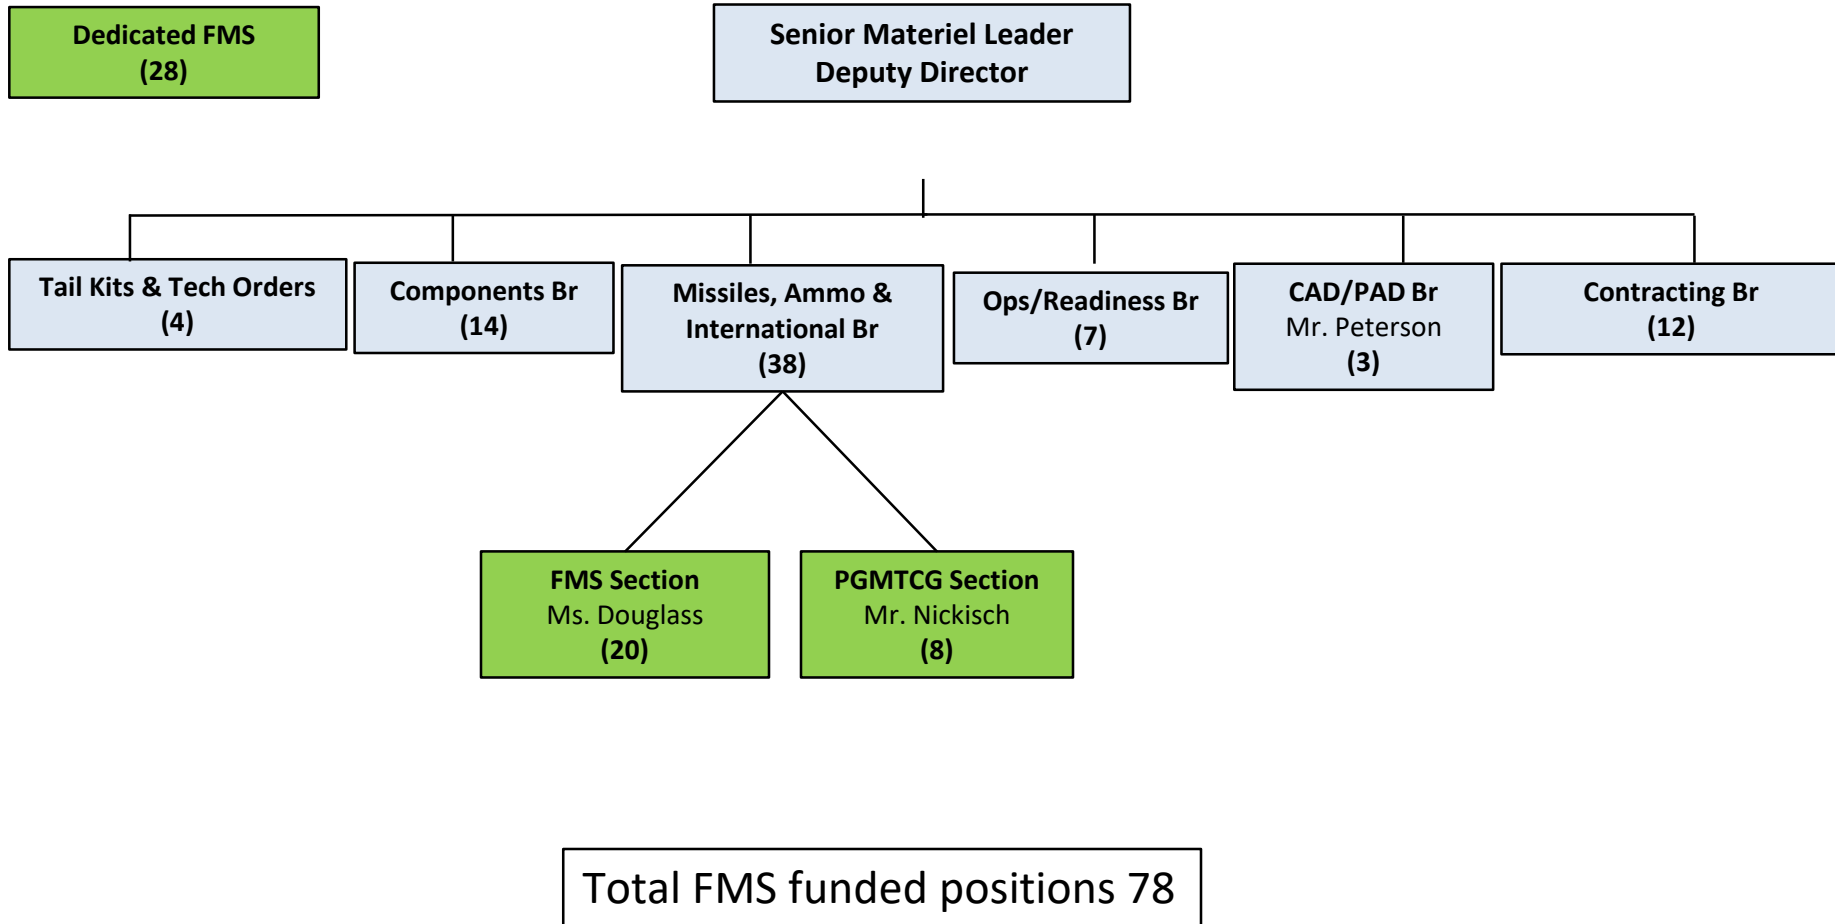 Dedicated FMS
(28)
Senior Materiel Leader
Deputy Director
Tail Kits & Tech Orders
(4)
Components Br
(14)
Missiles, Ammo &
International Br
(38)
Ops/Readiness Br
(7)
CAD/PAD Br
Mr. Peterson
(3)
Contracting Br
(12)
FMS Section
Ms. Douglass
(20)
PGMTCG Section
Mr. Nickisch
(8)
Total FMS funded positions 78